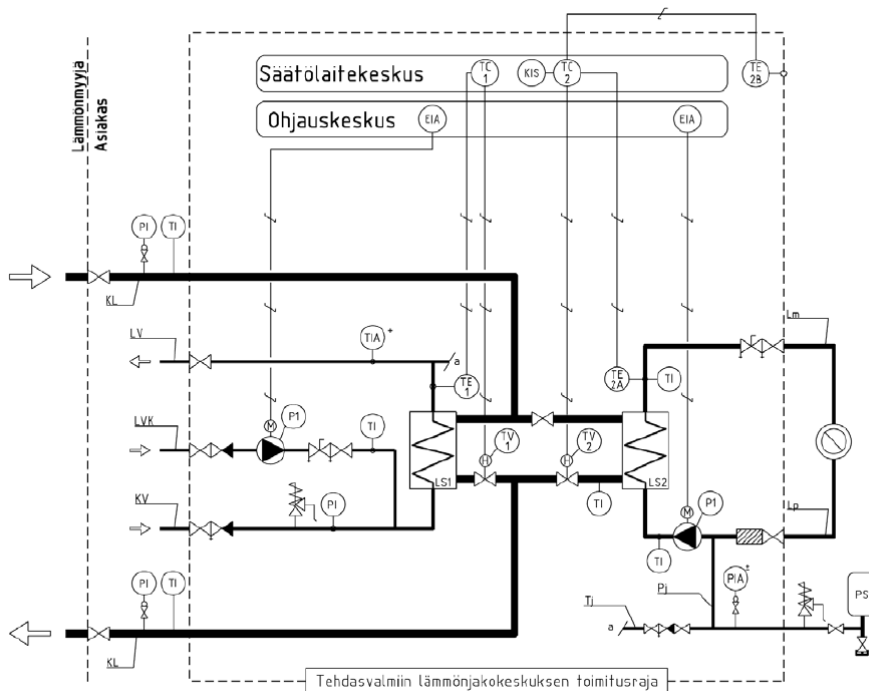 Lämmönmyyjä
Asiakas
Säätölaitekeskus
TC 1
KIS
TC 2
TE 2B
Ohjauskeskus
EIA
EIA
PI
TI
KL
LV
TIA +
a
TE 1
TE 2A
TI
Lm
LVK
M
P1
TI
TV 1
TV 2
H
H
LS1
LS2
KV
PI
TI
M
P1
Lp
TI
PI
TI
KL
Tj
a
Pj
PIA ±
PS
Tehdasvalmiin lämmönjakokeskuksen toimitusraja